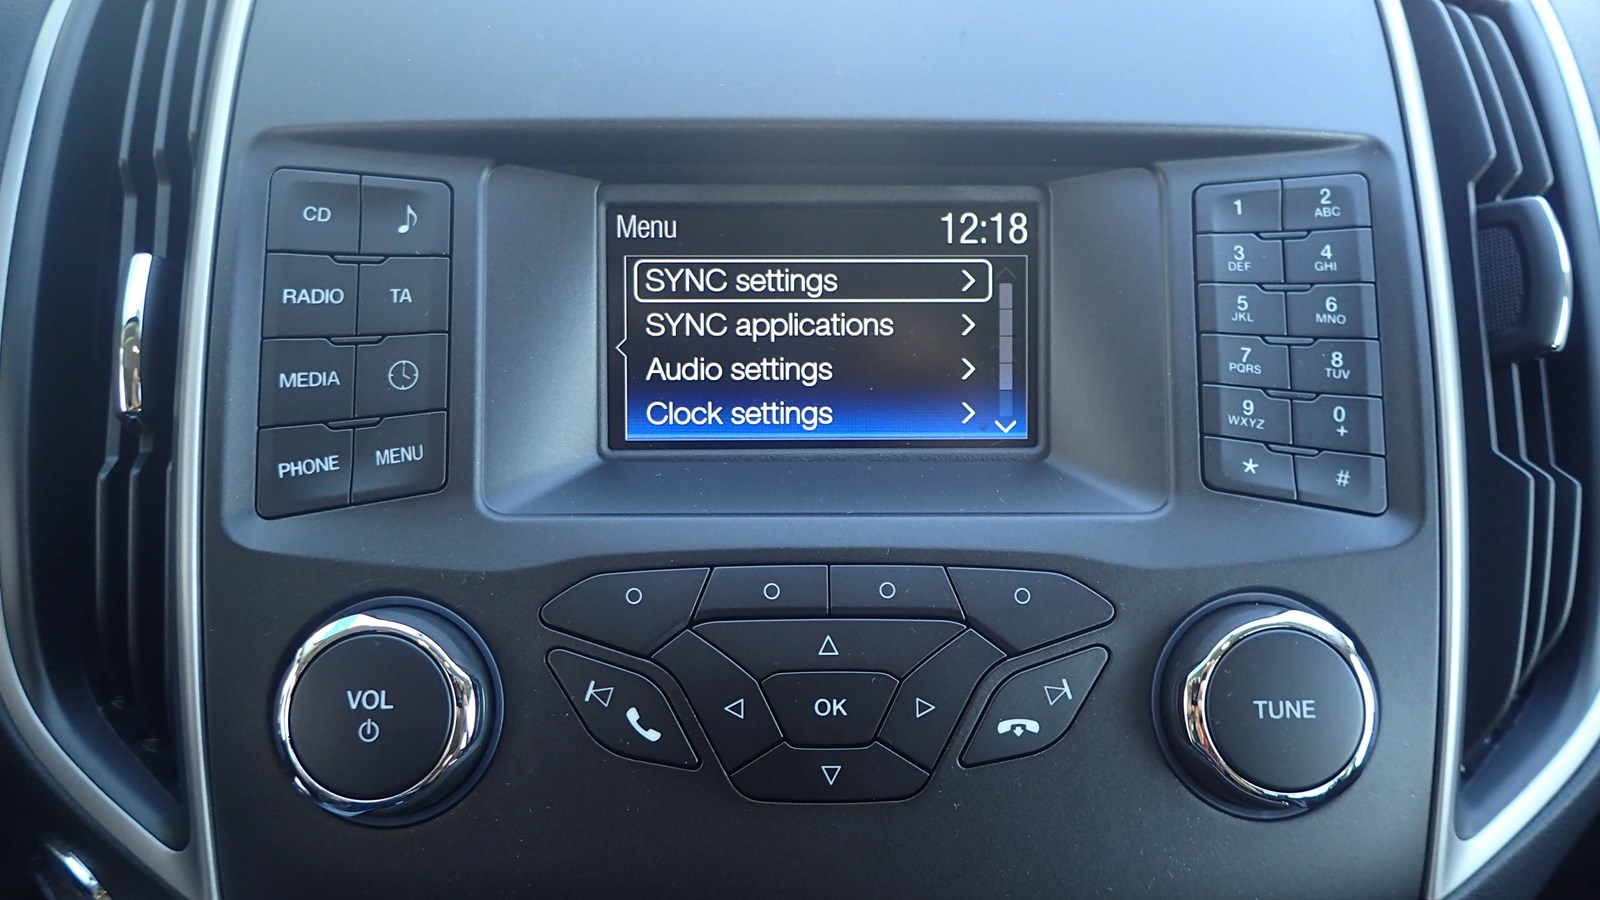 Menu 12:18
SYNC settings
SYNC applications
Audio settings
Clock settings
CD
RADIO TA
MEDIA
PHONE MENU
1 2 ABC
3 DEF 4 GHI
5 JKL 6 MNO
7 PQRS 8 TUV
9 WXYZ 0 +
* #
VOL
OK
TUNE